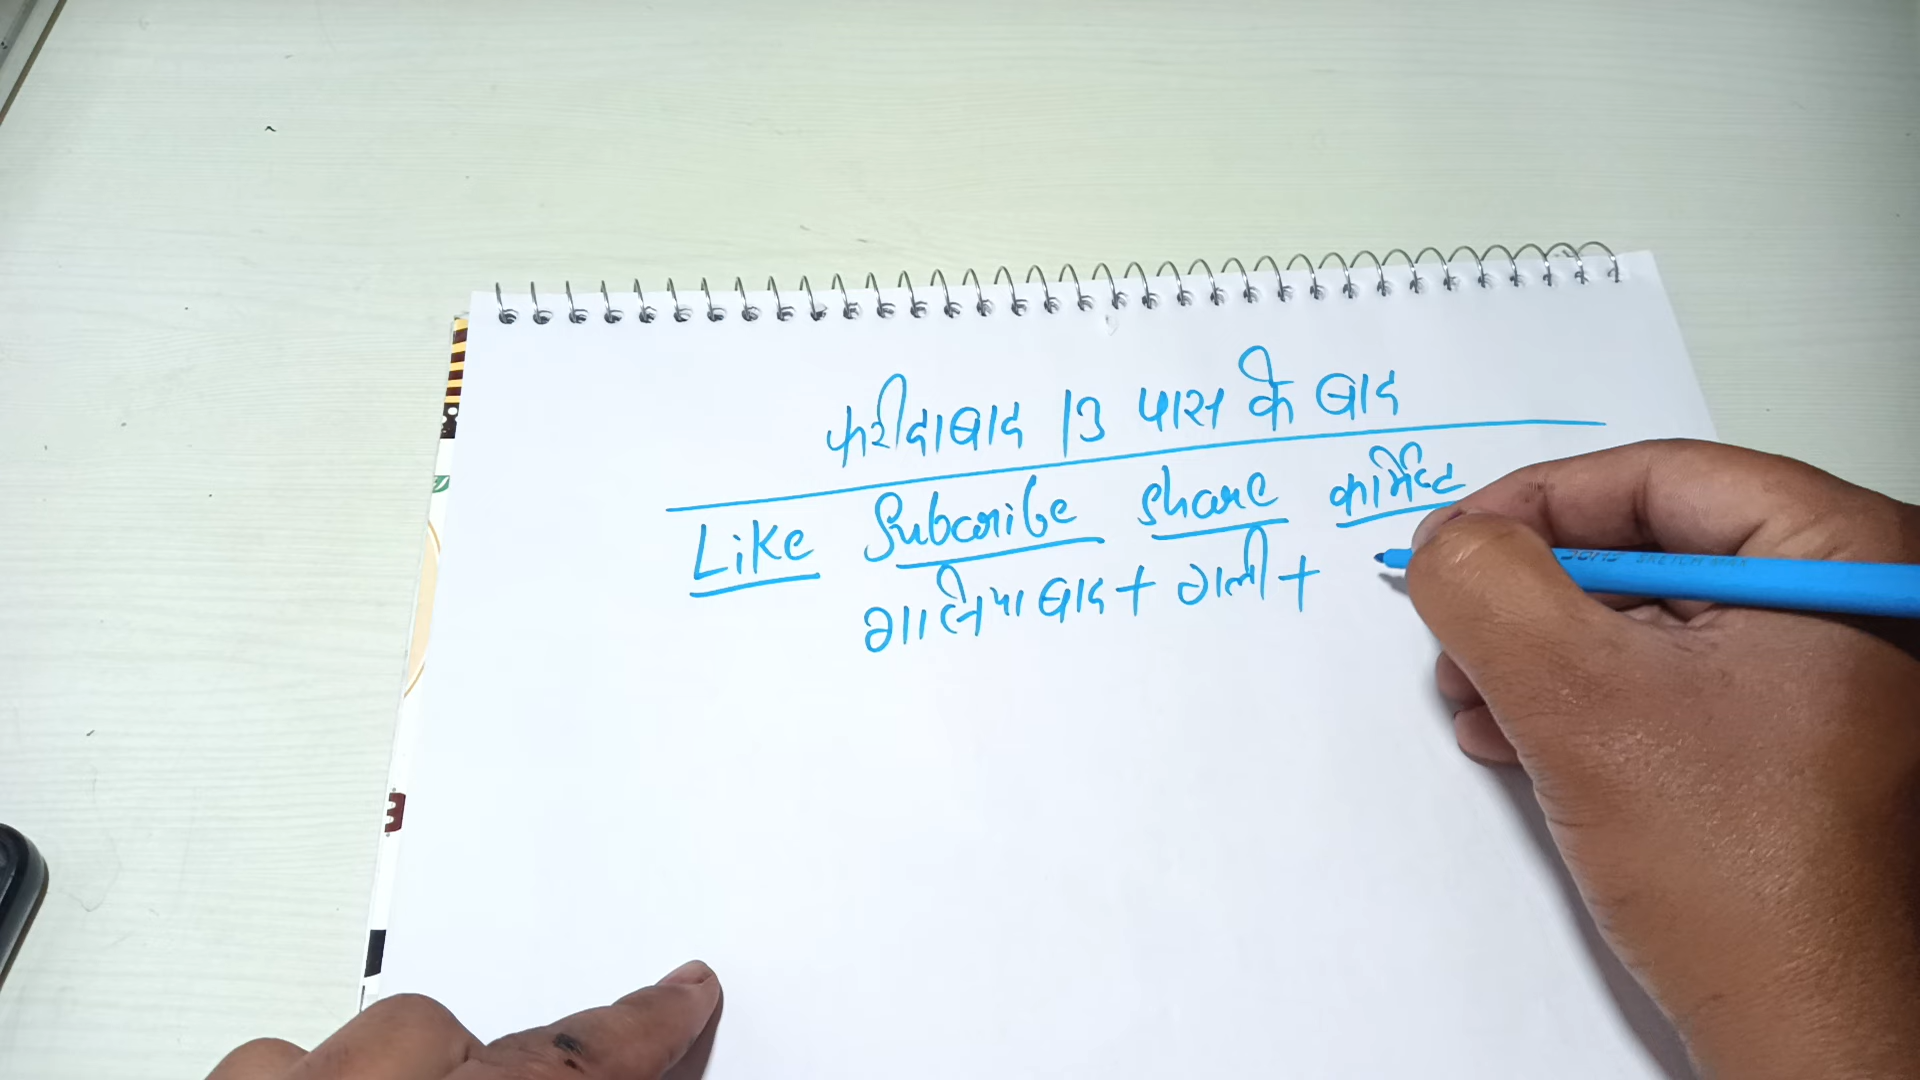 फरीदाबाद 13 पास के बाद
Like Subcribe share कामेन्ट
गाजियाबाद + गली +